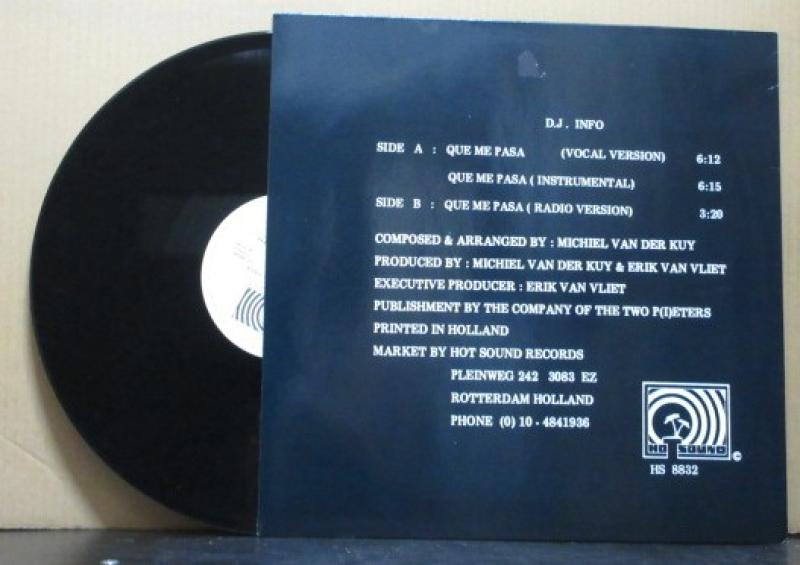 D.J. INFO
SIDE A : QUE ME PASA (VOCAL VERSION) 6:12
QUE ME PASA ( INSTRUMENTAL) 6:15
SIDE B : QUE ME PASA ( RADIO VERSION) 3:20
COMPOSED & ARRANGED BY : MICHIEL VAN DER KUY
PRODUCED BY : MICHIEL VAN DER KUY & ERIK VAN VLIET
EXECUTIVE PRODUCER : ERIK VAN VLIET
PUBLISHMENT BY THE COMPANY OF THE TWO P(I)ETERS
PRINTED IN HOLLAND
MARKET BY HOT SOUND RECORDS
PLEINWEG 242 3083 EZ
ROTTERDAM HOLLAND
PHONE (0) 10 - 4841936
HOT SOUND ©
HS 8832